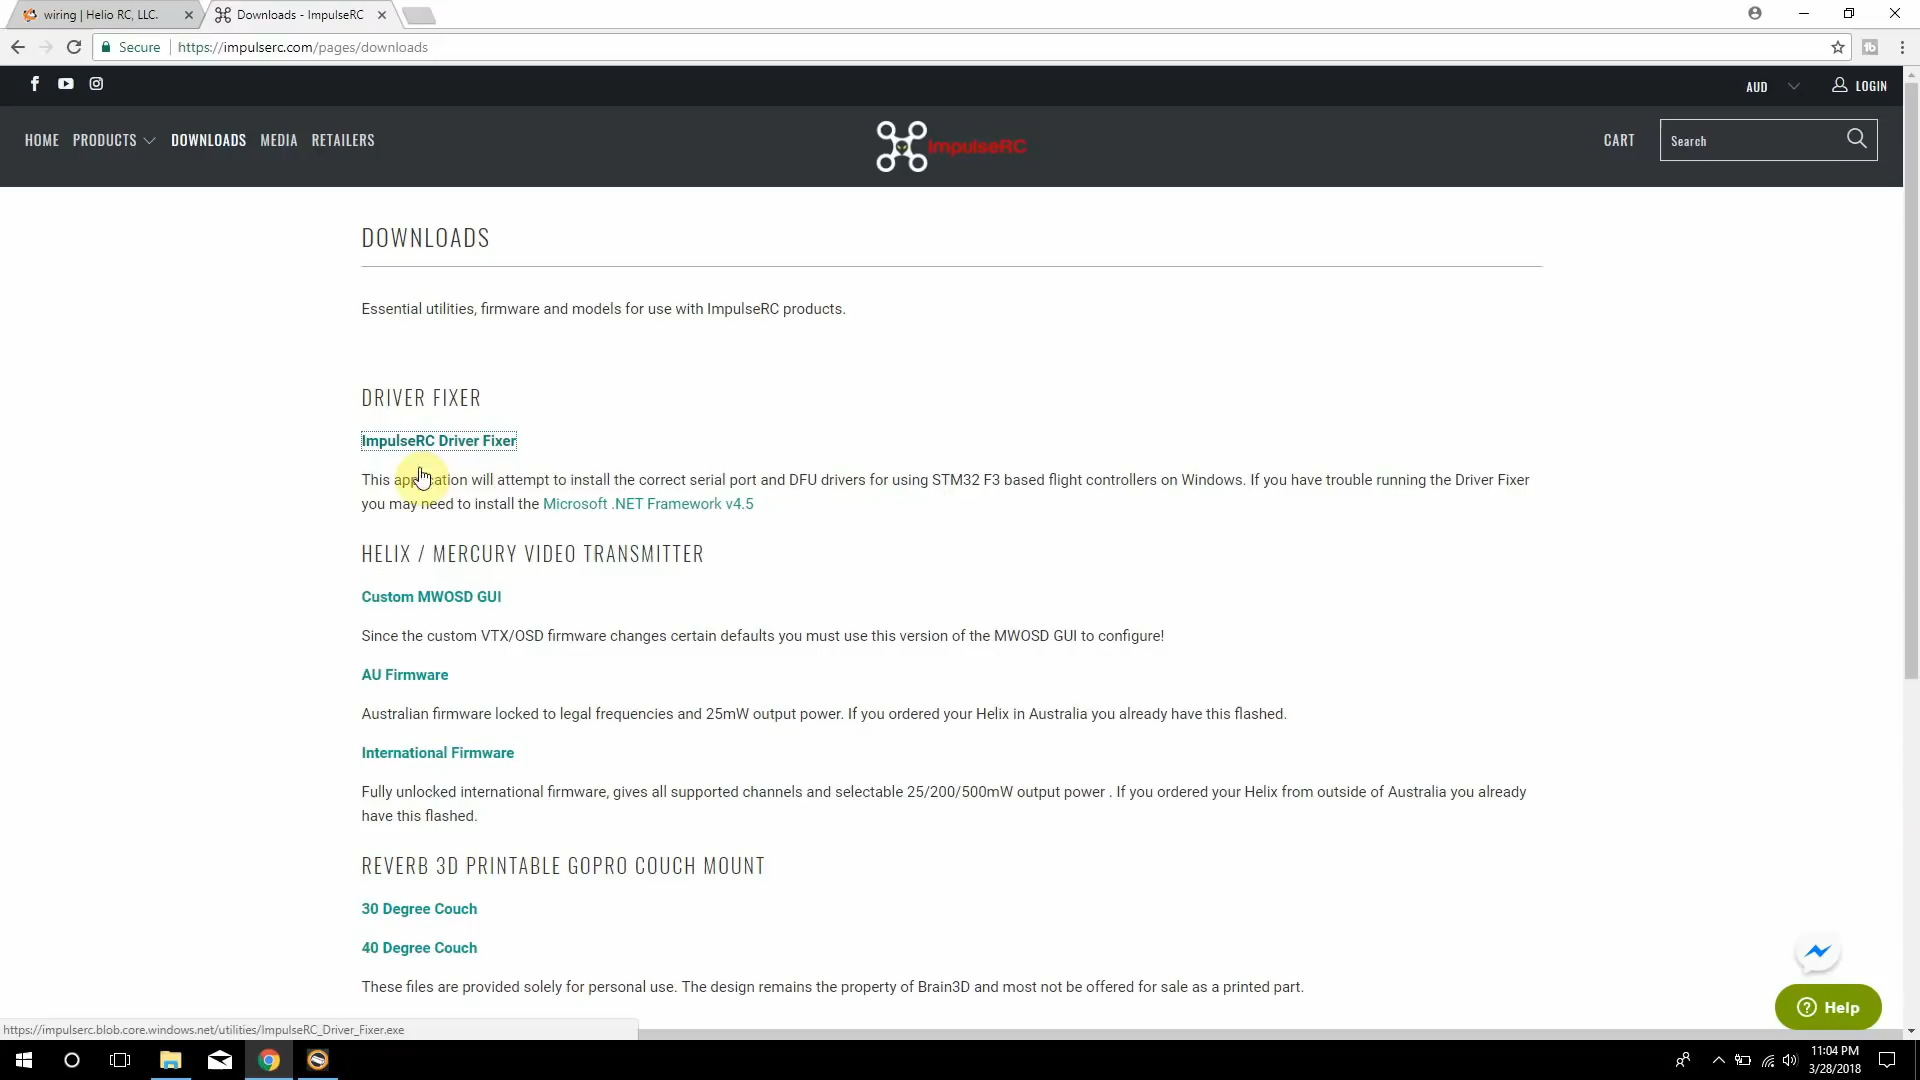 wiring | Helio RC, LLC.
Downloads - ImpulseRC
Secure
https://impulserc.com/pages/downloads
AUD
LOGIN
HOME
PRODUCTS
DOWNLOADS
MEDIA
RETAILERS
ImpulseRC
CART
Search
DOWNLOADS
Essential utilities, firmware and models for use with ImpulseRC products.
DRIVER FIXER
ImpulseRC Driver Fixer
This application will attempt to install the correct serial port and DFU drivers for using STM32 F3 based flight controllers on Windows. If you have trouble running the Driver Fixer
you may need to install the Microsoft .NET Framework v4.5
HELIX / MERCURY VIDEO TRANSMITTER
Custom MWOSD GUI
Since the custom VTX/OSD firmware changes certain defaults you must use this version of the MWOSD GUI to configure!
AU Firmware
Australian firmware locked to legal frequencies and 25mW output power. If you ordered your Helix in Australia you already have this flashed.
International Firmware
Fully unlocked international firmware, gives all supported channels and selectable 25/200/500mW output power . If you ordered your Helix from outside of Australia you already
have this flashed.
REVERB 3D PRINTABLE GOPRO COUCH MOUNT
30 Degree Couch
40 Degree Couch
These files are provided solely for personal use. The design remains the property of Brain3D and most not be offered for sale as a printed part.
Help
https://impulserc.blob.core.windows.net/utilities/ImpulseRC_Driver_Fixer.exe
11:04 PM
3/28/2018